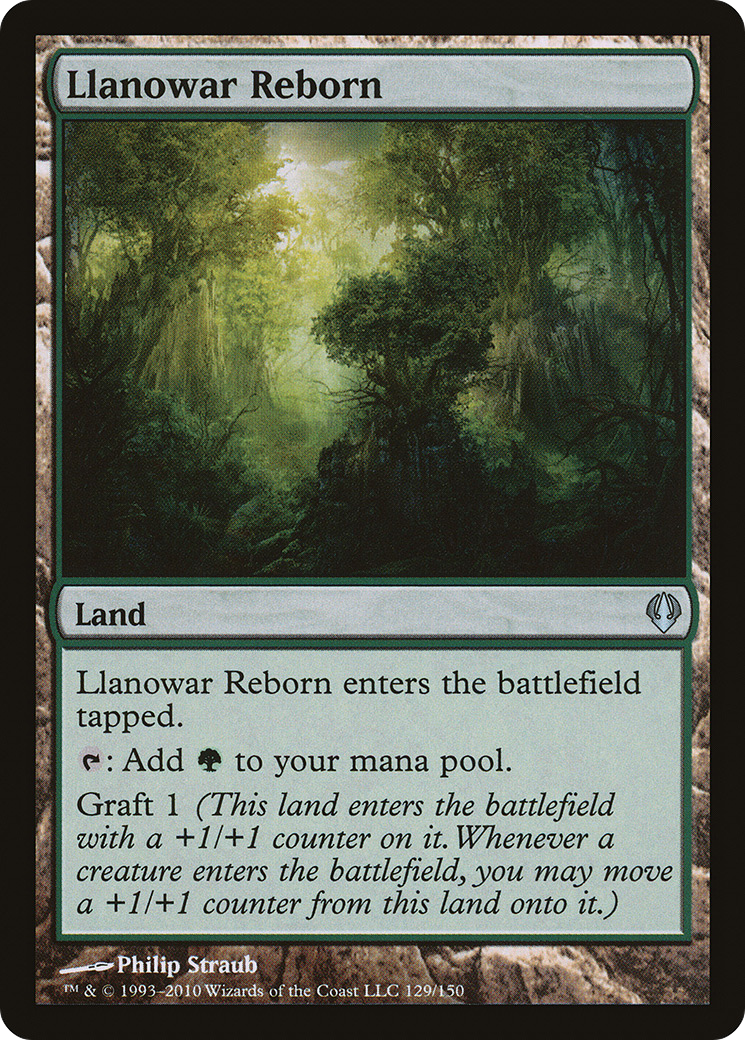 Llanowar Reborn
Land
Llanowar Reborn enters the battlefield
tapped.
: Add to your mana pool.
Graft 1 (This land enters the battlefield
with a +1/+1 counter on it. Whenever a
creature enters the battlefield, you may move
a +1/+1 counter from this land onto it.)
Philip Straub
™ & © 1993–2010 Wizards of the Coast LLC 129/150